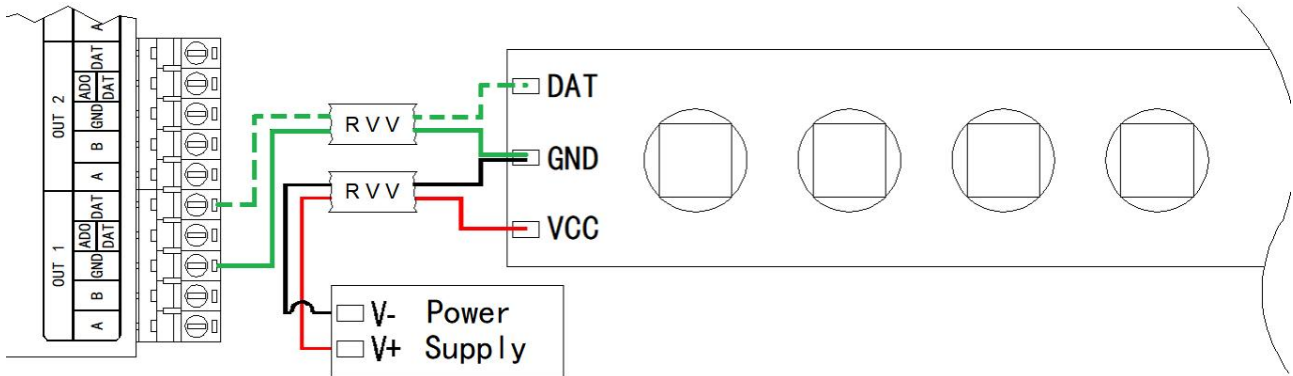 A
OUT 2
DAT
ADO DAT
GND
B
A
OUT 1
DAT
ADO DAT
GND
B
A
RVV
RVV
DAT
GND
VCC
V- Power
V+ Supply